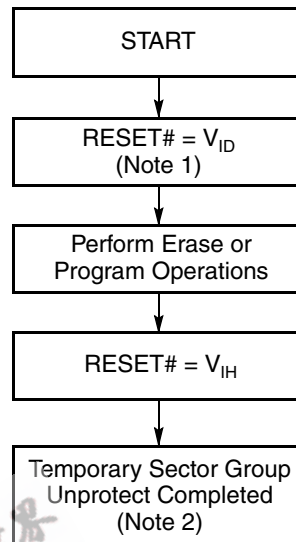 START
RESET# = V_ID
(Note 1)
Perform Erase or
Program Operations
RESET# = V_IH
Temporary Sector Group
Unprotect Completed
(Note 2)